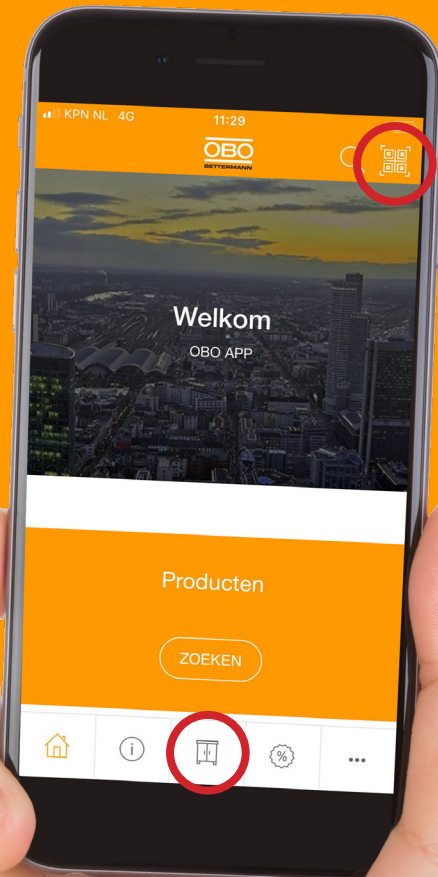 KPN NL 4G 11:29
OBO
BETTERMANN
Welkom
OBO APP
Producten
ZOEKEN
%